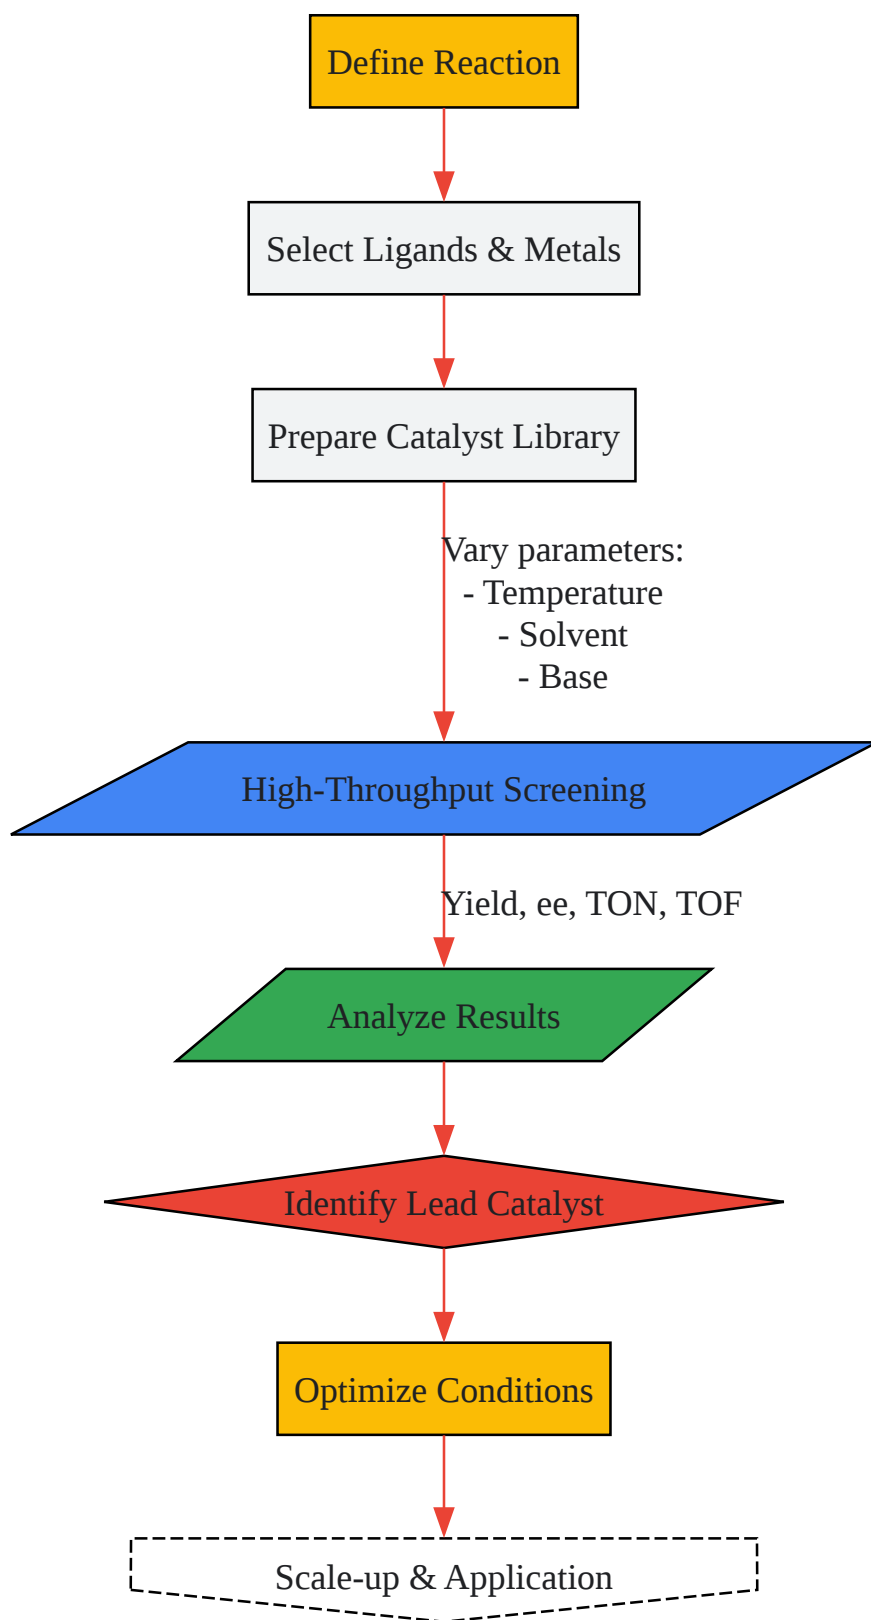 Define Reaction
Select Ligands & Metals
Prepare Catalyst Library
Vary parameters:
- Temperature
- Solvent
- Base
High-Throughput Screening
Yield, ee, TON, TOF
Analyze Results
Identify Lead Catalyst
Optimize Conditions
Scale-up & Application